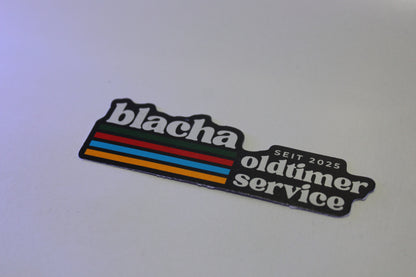 blacha
SEIT 2025
oldtimer
service